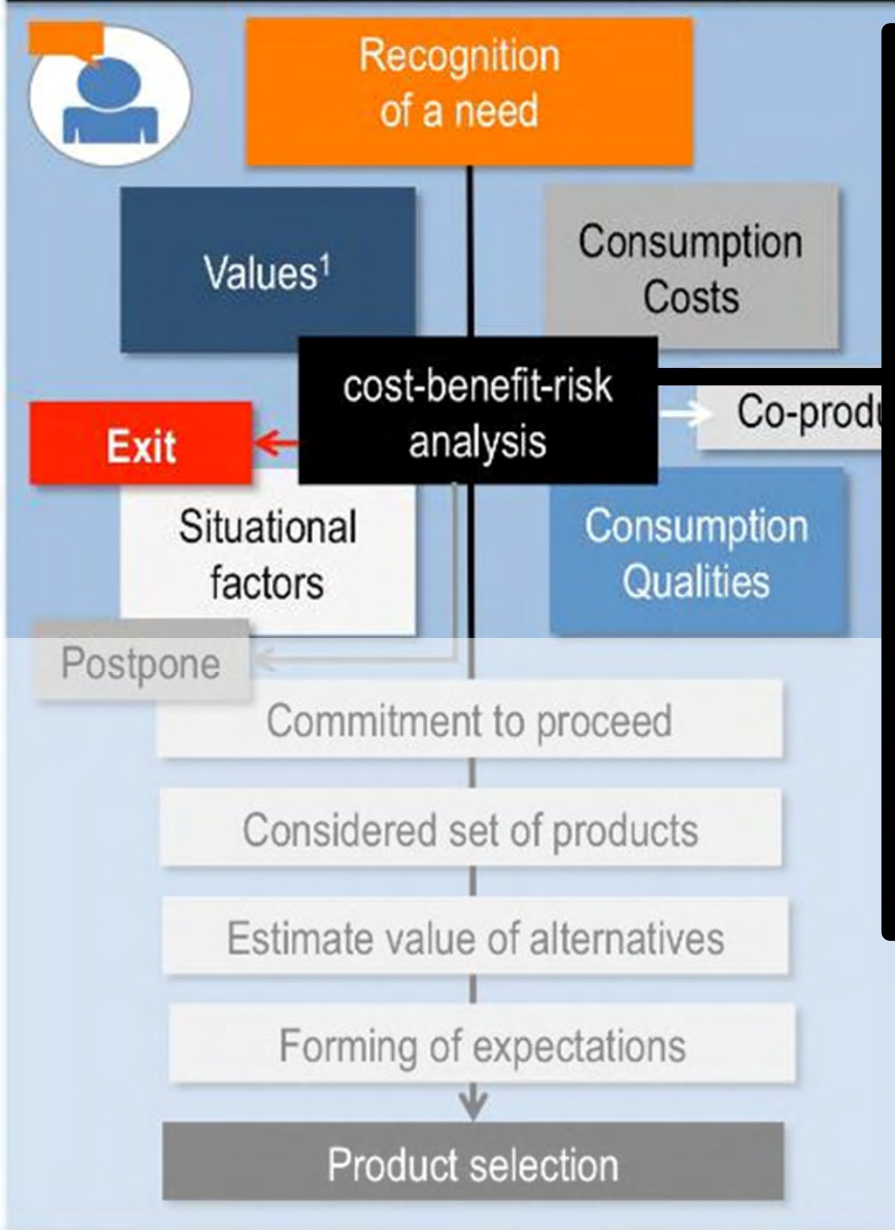 Recognition
of a need
Values¹
Consumption
Costs
cost-benefit-risk
analysis
Exit
Situational
factors
Consumption
Qualities
Postpone
Commitment to proceed
Considered set of products
Estimate value of alternatives
Forming of expectations
Product selection